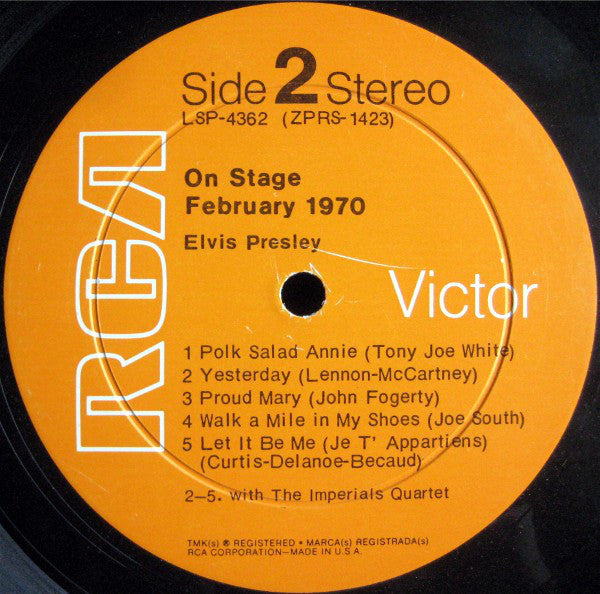 Side 2 Stereo
LSP-4362 (ZPRS-1423)
On Stage
February 1970
Elvis Presley
RCA
Victor
1 Polk Salad Annie (Tony Joe White)
2 Yesterday (Lennon-McCartney)
3 Proud Mary (John Fogerty)
4 Walk a Mile in My Shoes (Joe South)
5 Let It Be Me (Je T' Appartiens)
(Curtis-Delanoe-Becaud)
2–5. with The Imperials Quartet
TMK(s) ® REGISTERED • MARCA(s) REGISTRADA(s)
RCA CORPORATION—MADE IN U.S.A.